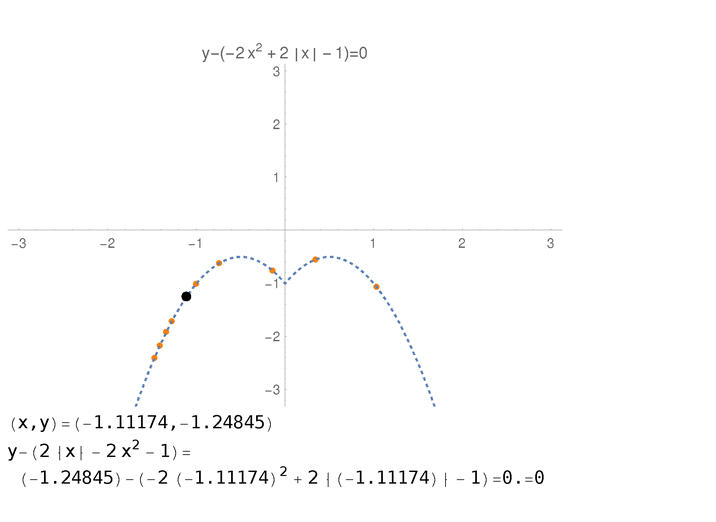 y−(−2 x² + 2 |x| − 1)=0
3
2
1
−3 −2 −1 1 2 3
−1
−2
−3
(x,y)=(−1.11174,−1.24845)
y−(2 |x| − 2 x² − 1)=
(−1.24845)−(−2 (−1.11174)² + 2 |(−1.11174)| − 1)=0.=0